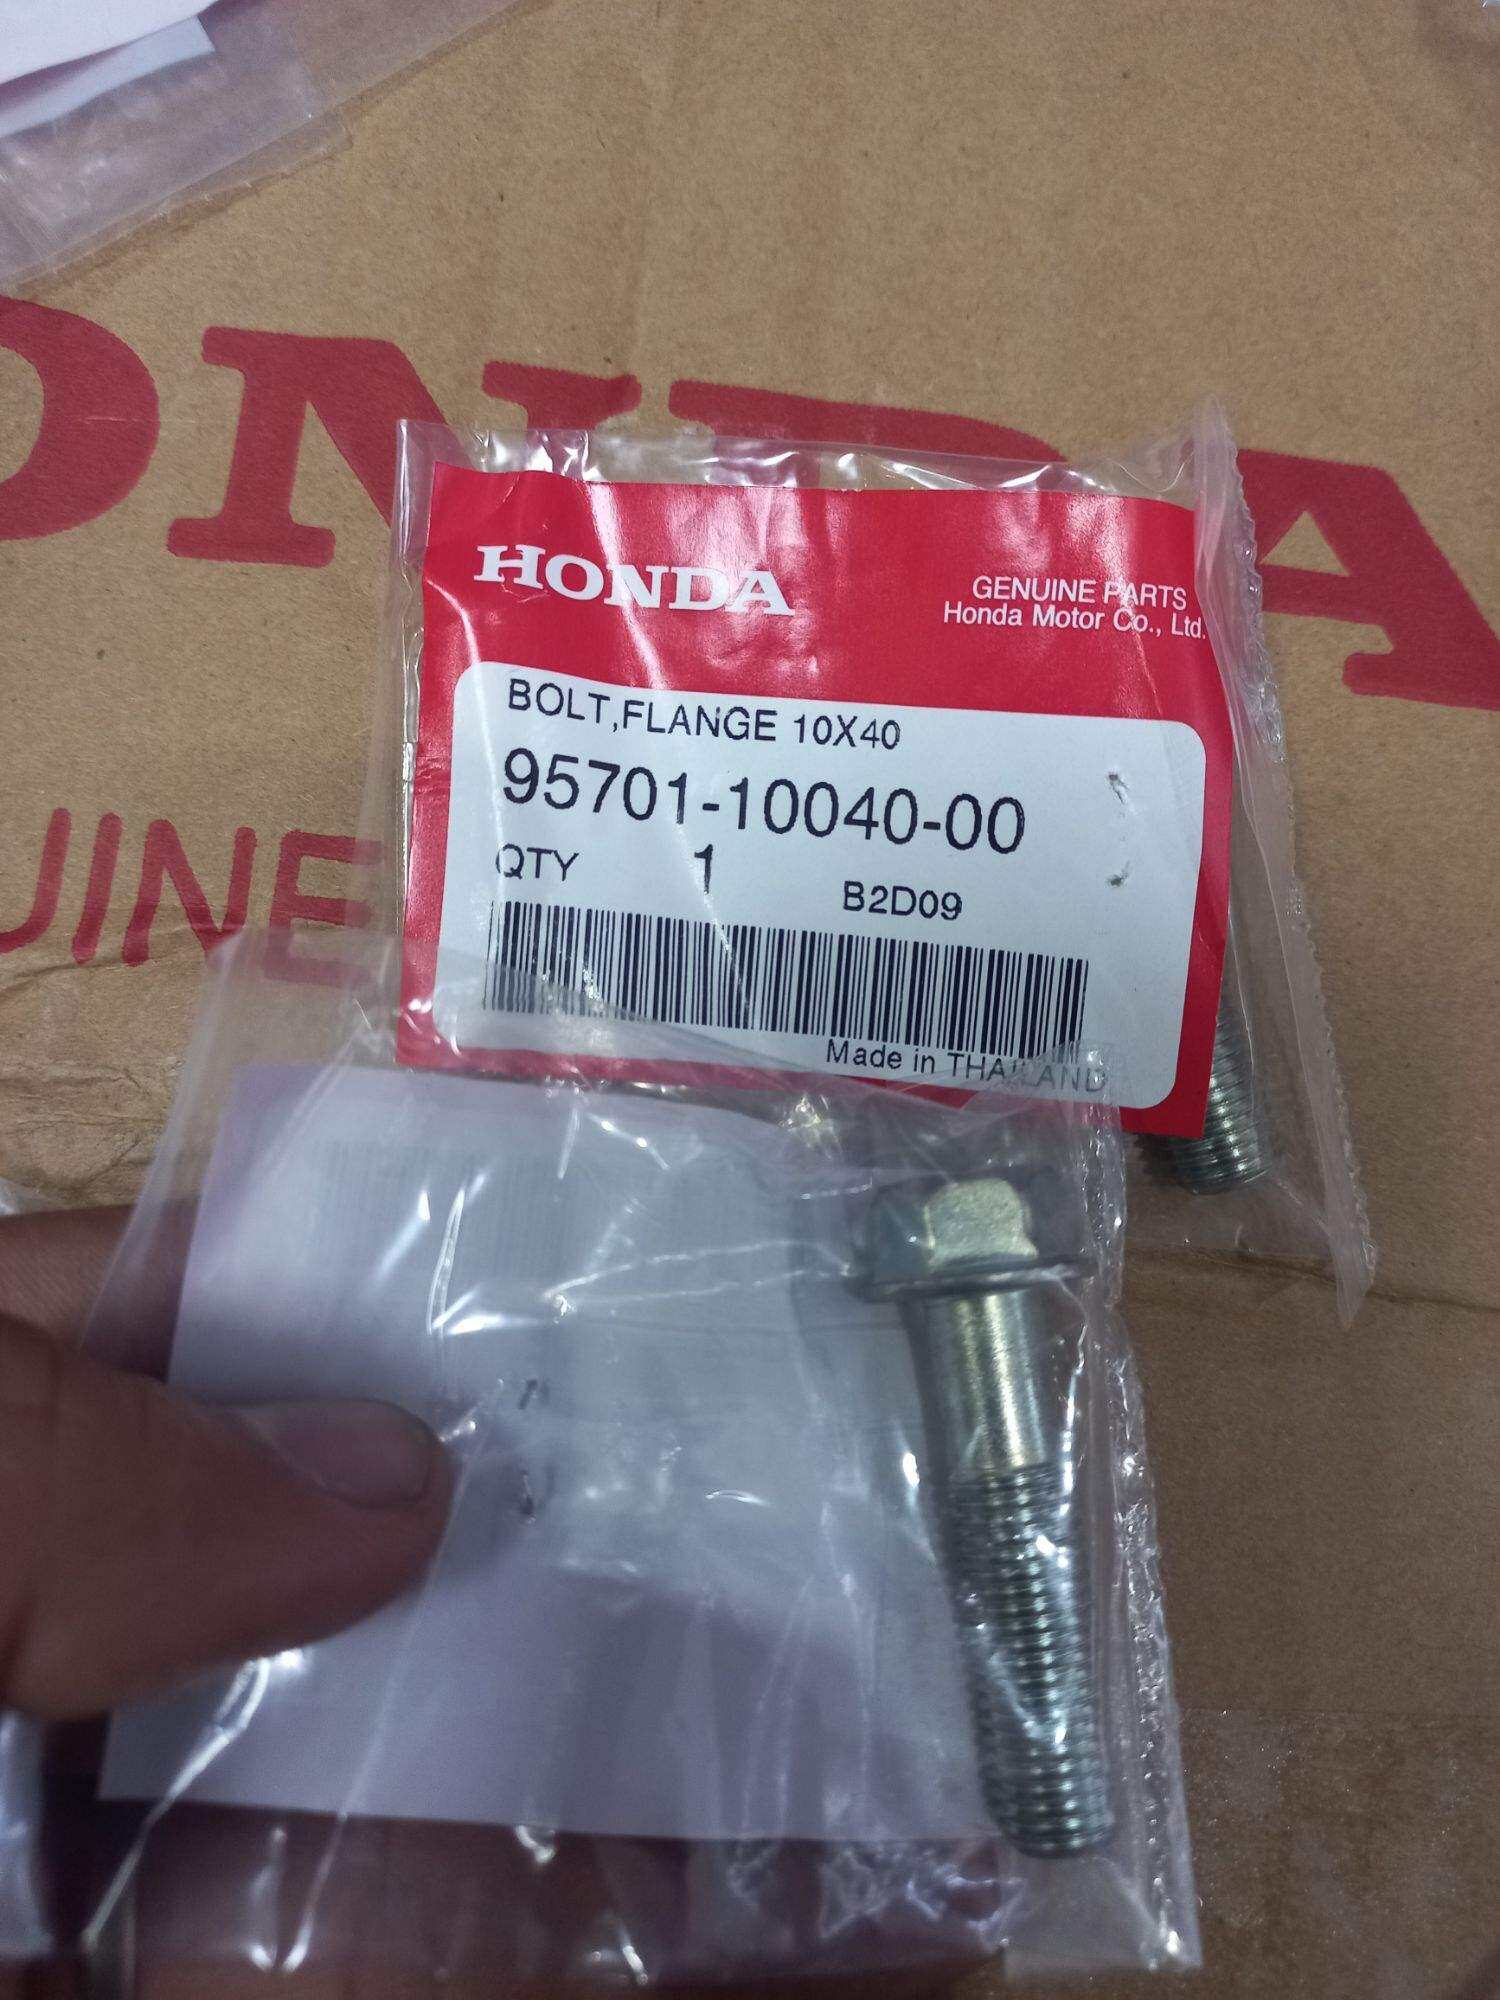 ONDA
UINE
HONDA
GENUINE PARTS
Honda Motor Co., Ltd.
BOLT,FLANGE 10X40
95701-10040-00
QTY 1
B2D09
Made in THAILAND